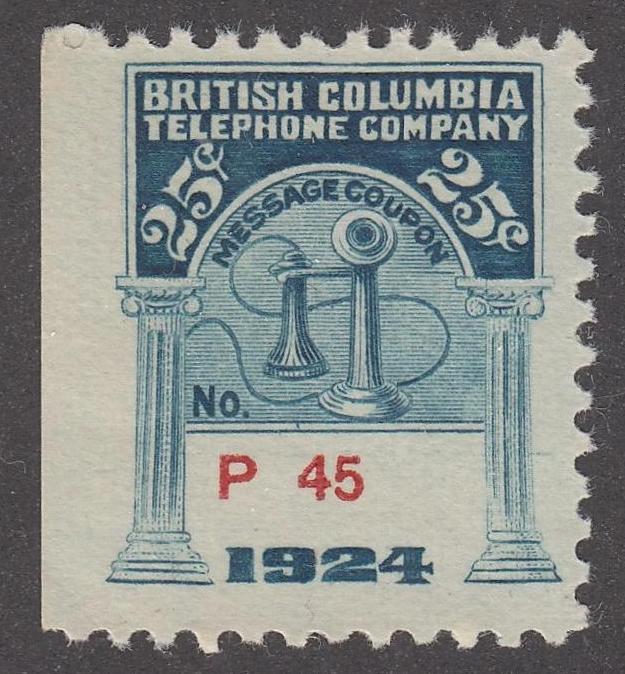 BRITISH COLUMBIA
TELEPHONE COMPANY
25¢ 25¢
MESSAGE COUPON
No.
P 45
1924